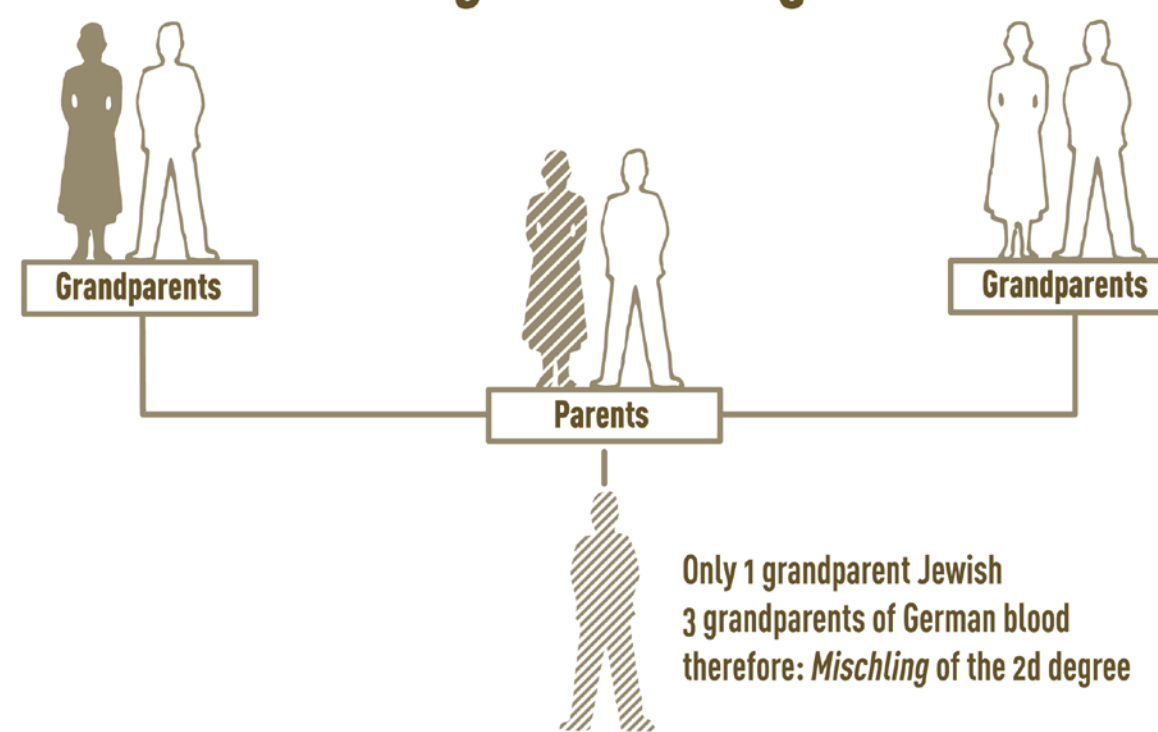 Grandparents
Grandparents
Parents
Only 1 grandparent Jewish
3 grandparents of German blood
therefore: Mischling of the 2d degree